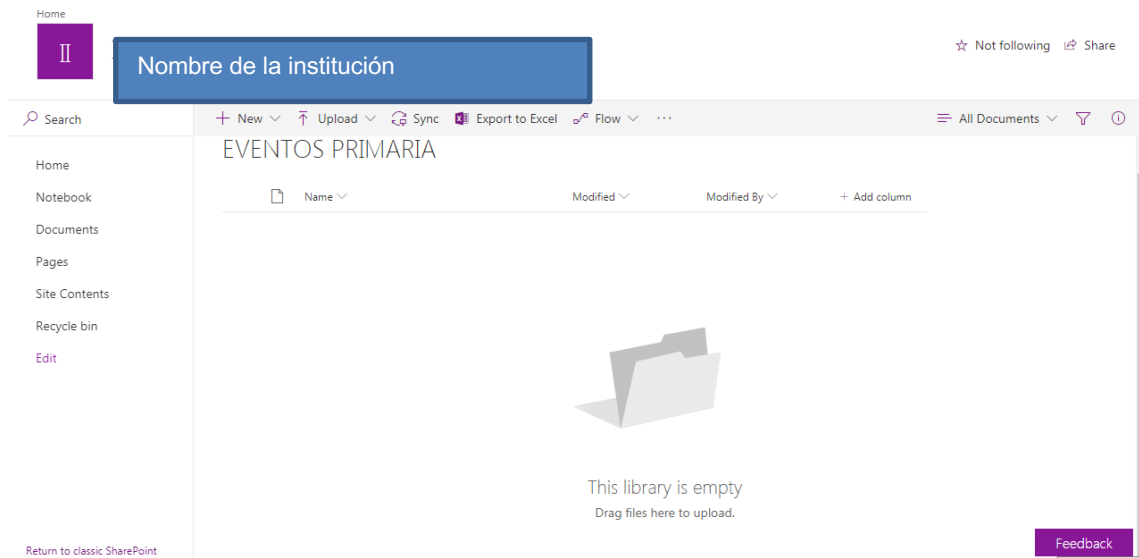 Home
II
Nombre de la institución
Not following Share
Search
New Upload Sync Export to Excel Flow ...
All Documents
EVENTOS PRIMARIA
Name Modified Modified By + Add column
Home
Notebook
Documents
Pages
Site Contents
Recycle bin
Edit
This library is empty
Drag files here to upload.
Return to classic SharePoint
Feedback